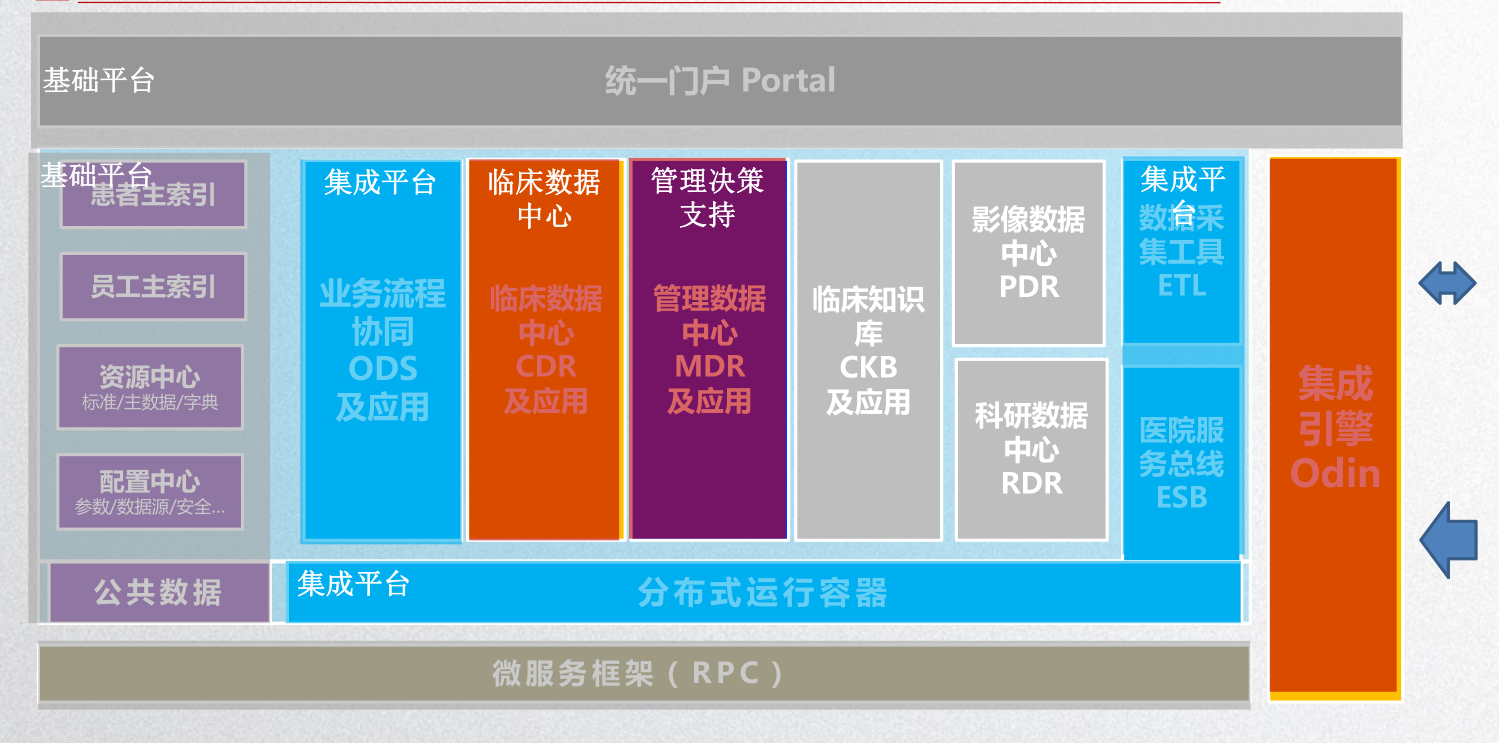 基础平台
统一门户 Portal
基础平台
患者主索引
员工主索引
资源中心
标准/主数据/字典
配置中心
参数/数据源/安全...
公共数据
集成平台
业务流程
协同
ODS
及应用
临床数据
中心
临床数据
中心
CDR
及应用
管理决策
支持
管理数据
中心
MDR
及应用
临床知识
库
CKB
及应用
影像数据
中心
PDR
科研数据
中心
RDR
集成平
台
数据采
集工具
ETL
医院服
务总线
ESB
集成
引擎
Odin
集成平台
分布式运行容器
微服务框架（RPC）